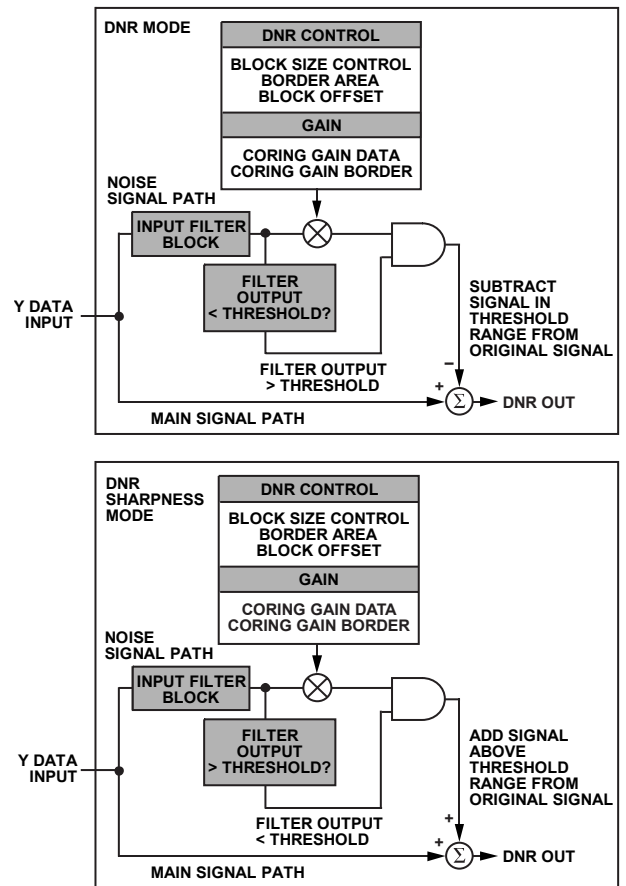 DNR MODE
DNR CONTROL
BLOCK SIZE CONTROL
BORDER AREA
BLOCK OFFSET
GAIN
CORING GAIN DATA
CORING GAIN BORDER
NOISE
SIGNAL PATH
INPUT FILTER
BLOCK
FILTER
OUTPUT
< THRESHOLD?
Y DATA
INPUT
FILTER OUTPUT
> THRESHOLD
SUBTRACT
SIGNAL IN
THRESHOLD
RANGE FROM
ORIGINAL SIGNAL
–
+
Σ
DNR OUT
MAIN SIGNAL PATH
DNR
SHARPNESS
MODE
DNR CONTROL
BLOCK SIZE CONTROL
BORDER AREA
BLOCK OFFSET
GAIN
CORING GAIN DATA
CORING GAIN BORDER
NOISE
SIGNAL PATH
INPUT FILTER
BLOCK
FILTER
OUTPUT
> THRESHOLD?
Y DATA
INPUT
FILTER OUTPUT
< THRESHOLD
ADD SIGNAL
ABOVE
THRESHOLD
RANGE FROM
ORIGINAL SIGNAL
+
+
Σ
DNR OUT
MAIN SIGNAL PATH